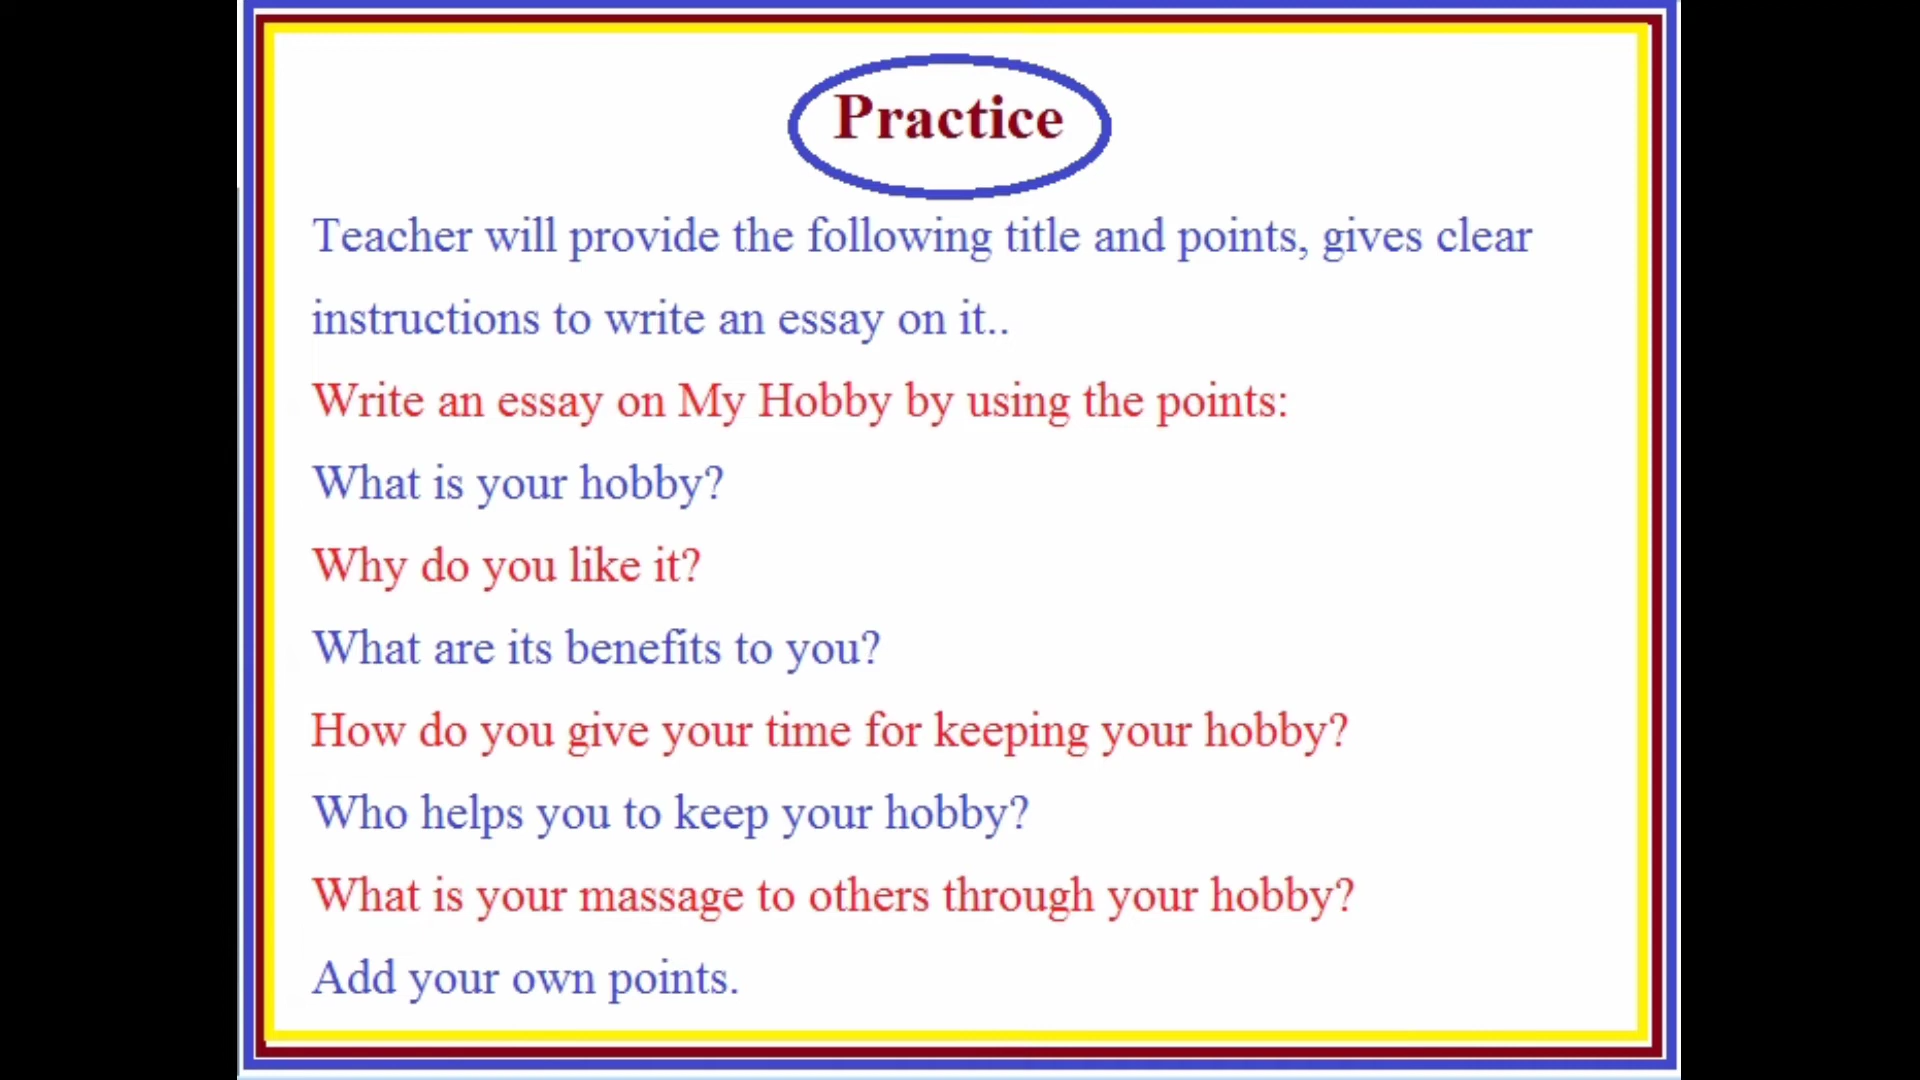 Practice
Teacher will provide the following title and points, gives clear
instructions to write an essay on it..
Write an essay on My Hobby by using the points:
What is your hobby?
Why do you like it?
What are its benefits to you?
How do you give your time for keeping your hobby?
Who helps you to keep your hobby?
What is your massage to others through your hobby?
Add your own points.